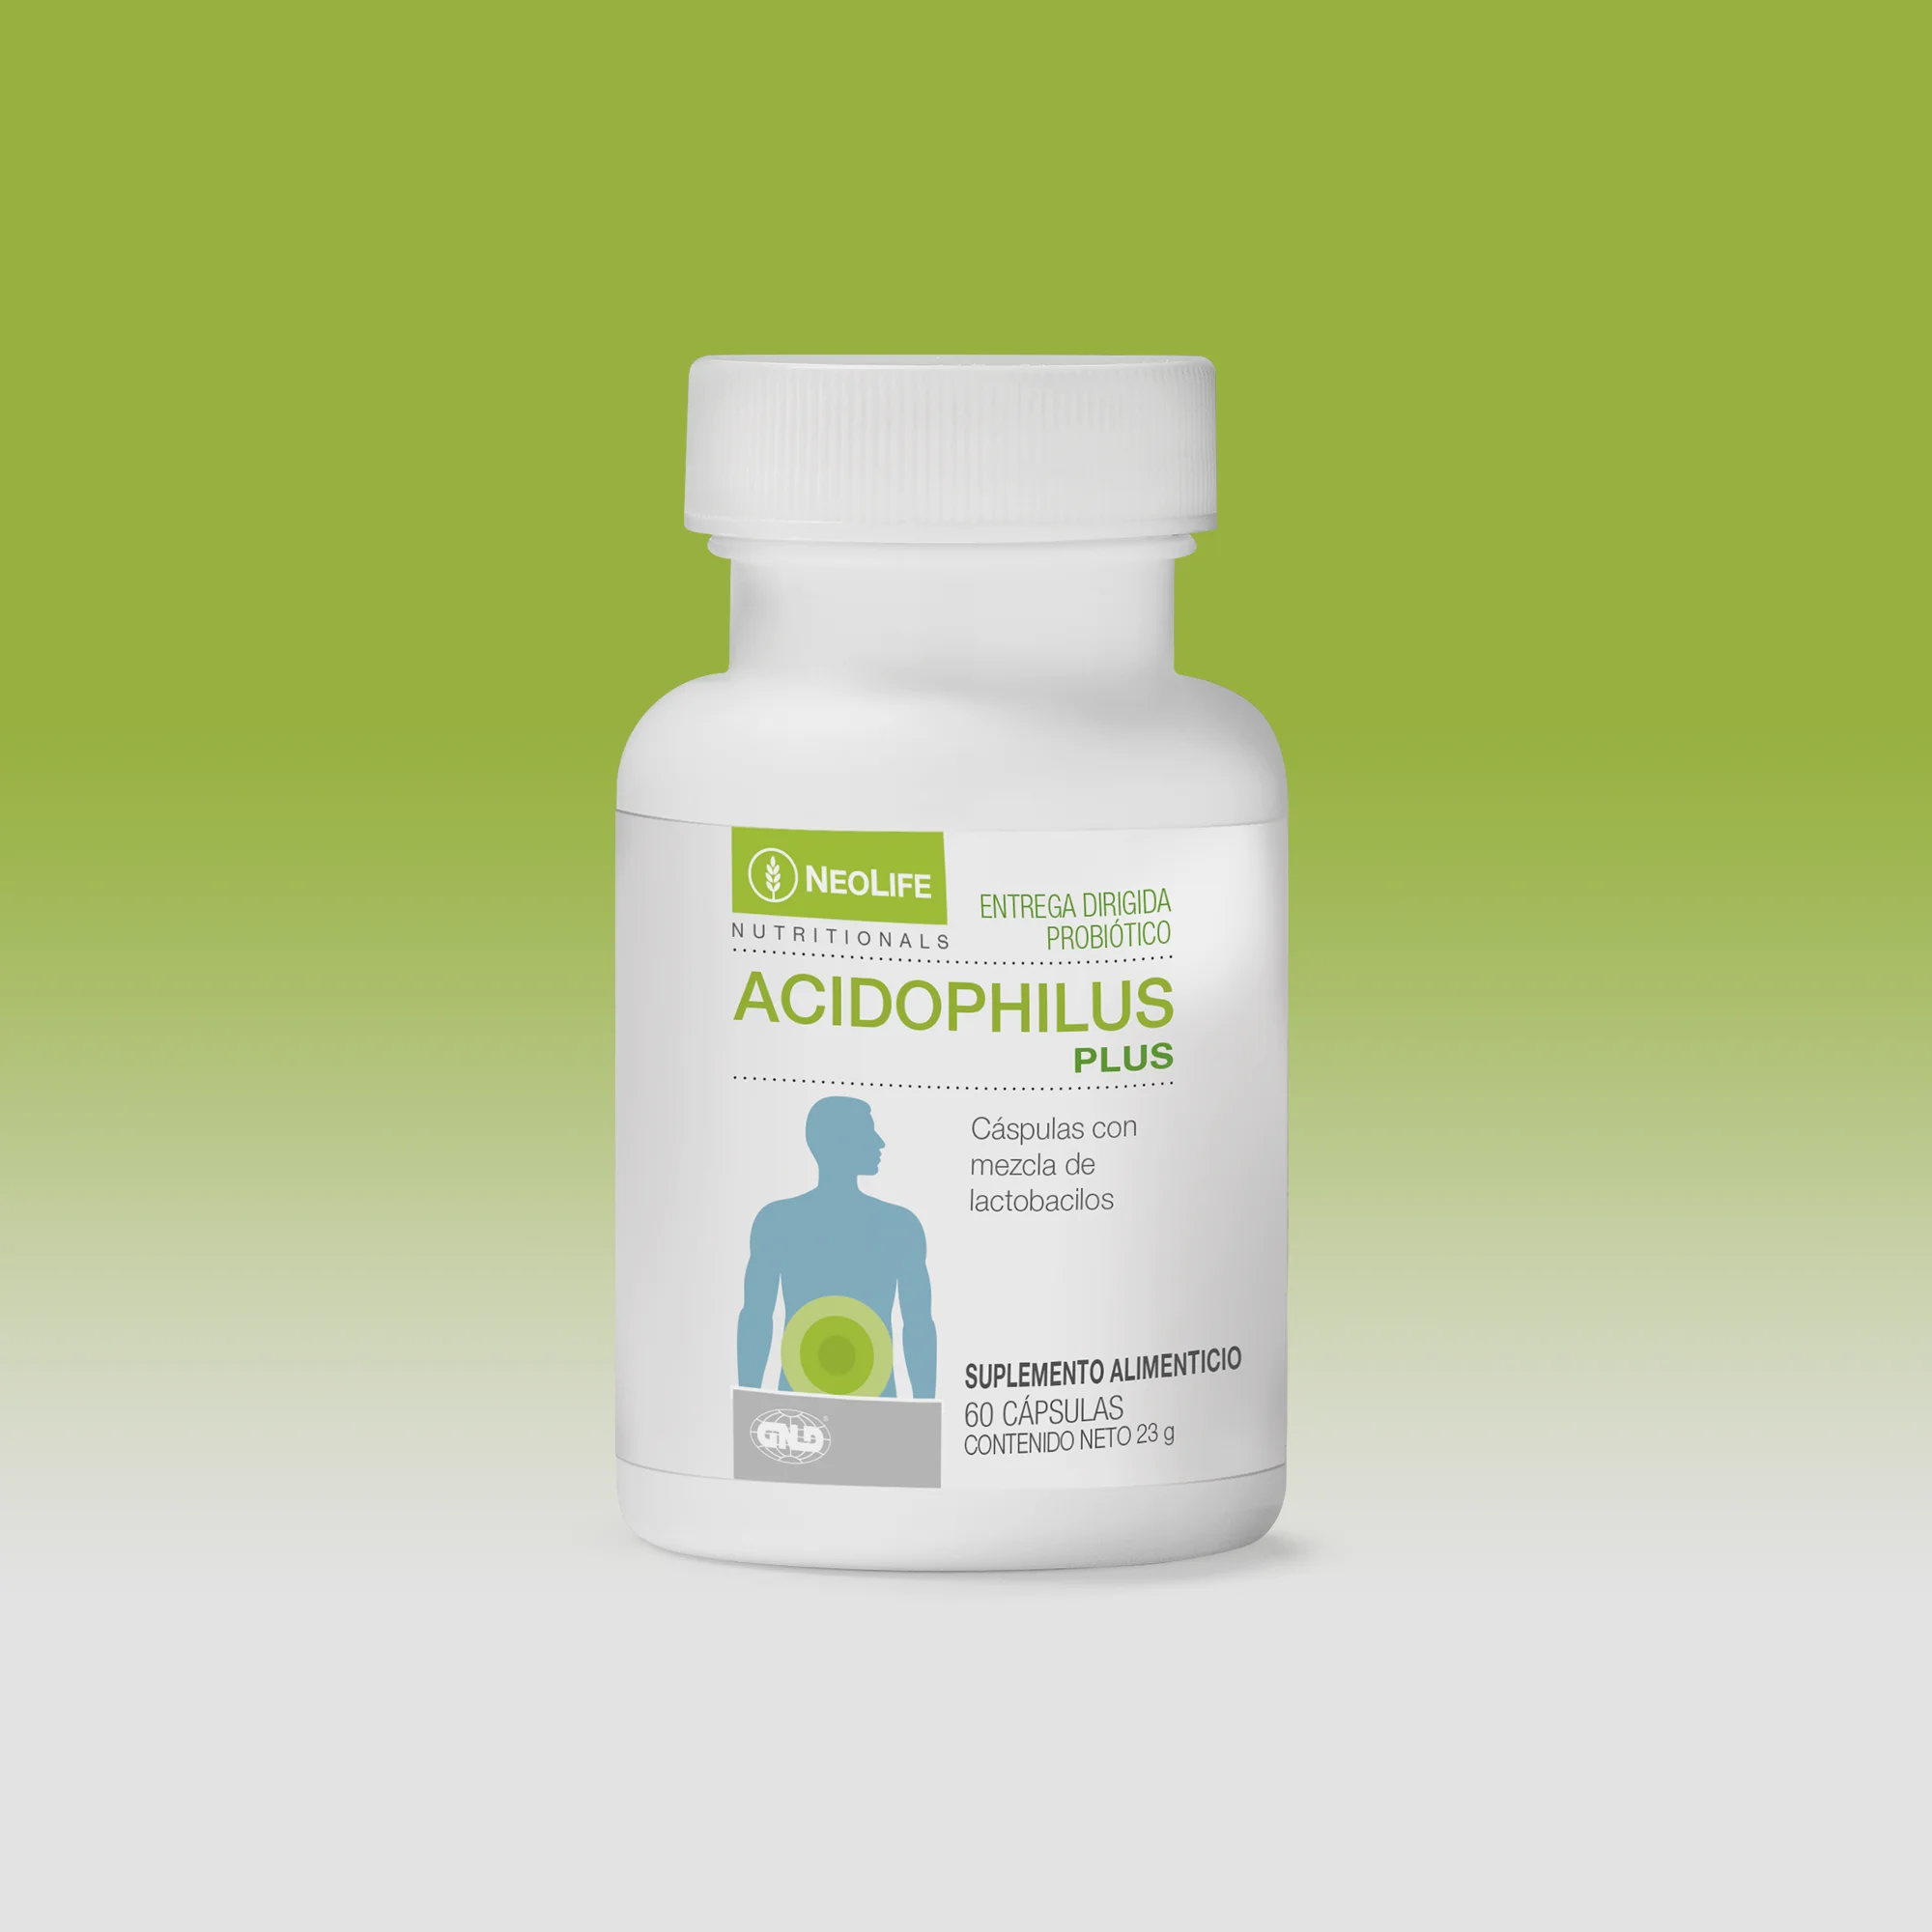 NEOLIFE
NUTRITIONALS
ENTREGA DIRIGIDA
PROBIÓTICO
ACIDOPHILUS
PLUS
Cáspulas con
mezcla de
lactobacilos
SUPLEMENTO ALIMENTICIO
60 CÁPSULAS
CONTENIDO NETO 23 g
GNLD®